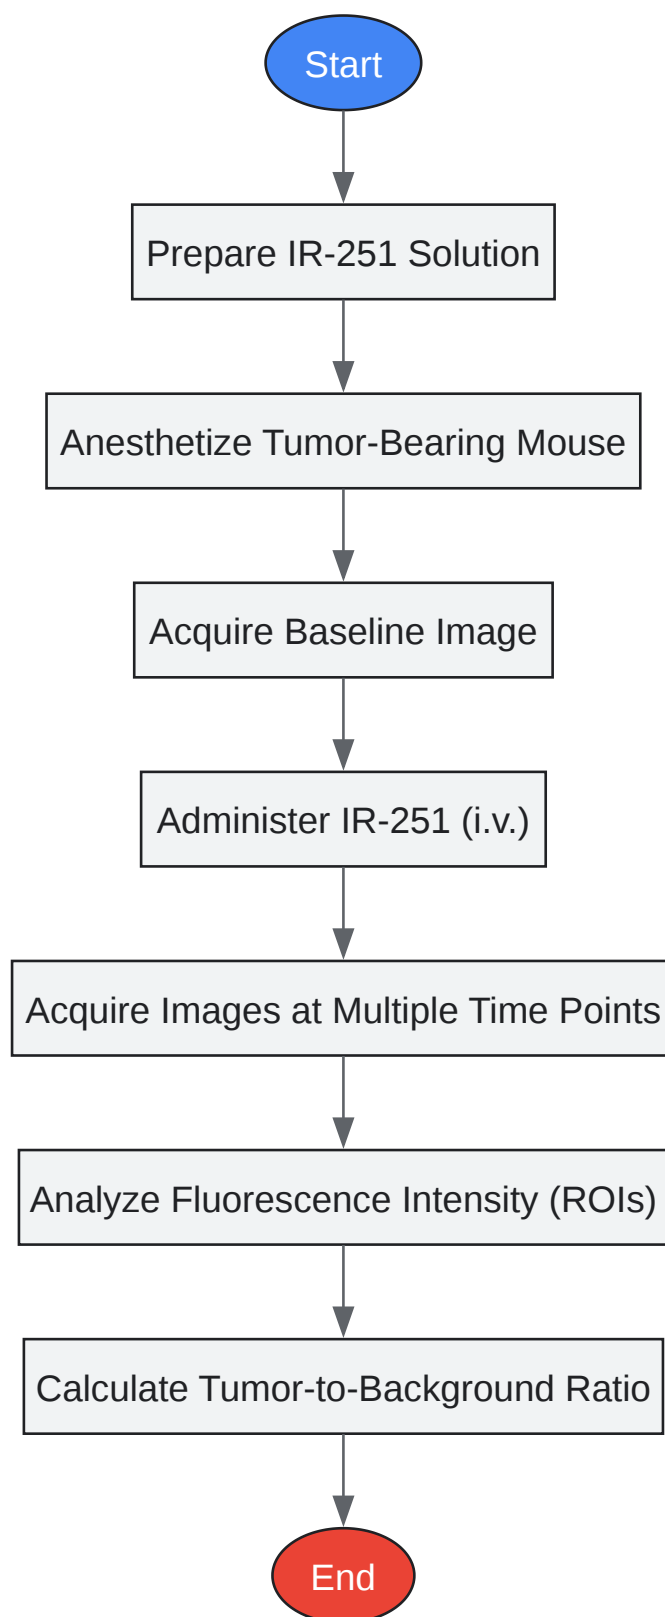 Start
Prepare IR-251 Solution
Anesthetize Tumor-Bearing Mouse
Acquire Baseline Image
Administer IR-251 (i.v.)
Acquire Images at Multiple Time Points
Analyze Fluorescence Intensity (ROIs)
Calculate Tumor-to-Background Ratio
End